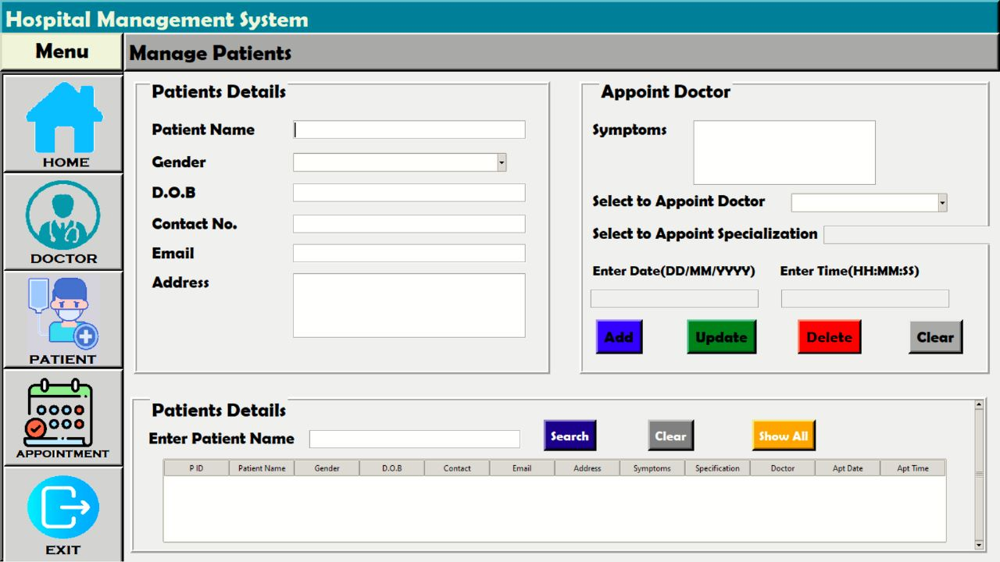 Hospital Management System
Menu
Manage Patients
HOME
DOCTOR
PATIENT
APPOINTMENT
EXIT
Patients Details
Patient Name
Gender
D.O.B
Contact No.
Email
Address
Appoint Doctor
Symptoms
Select to Appoint Doctor
Select to Appoint Specialization
Enter Date(DD/MM/YYYY) Enter Time(HH:MM:SS)
Add Update Delete Clear
Patients Details
Enter Patient Name Search Clear Show All
P ID Patient Name Gender D.O.B Contact Email Address Symptoms Specification Doctor Apt Date Apt Time